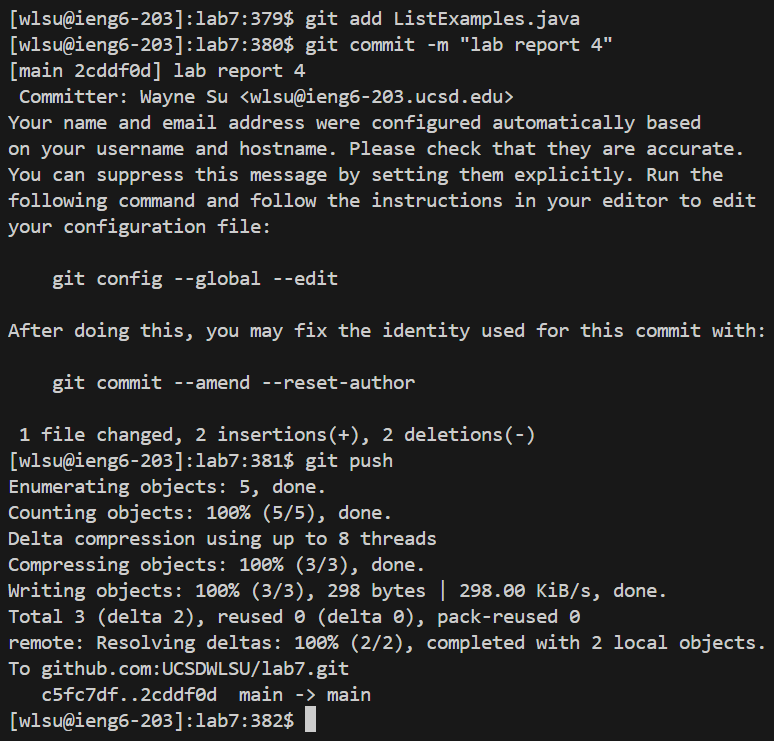 [wlsu@ieng6-203]:lab7:379$ git add ListExamples.java
[wlsu@ieng6-203]:lab7:380$ git commit -m "lab report 4"
[main 2cddf0d] lab report 4
 Committer: Wayne Su <wlsu@ieng6-203.ucsd.edu>
Your name and email address were configured automatically based
on your username and hostname. Please check that they are accurate.
You can suppress this message by setting them explicitly. Run the
following command and follow the instructions in your editor to edit
your configuration file:

    git config --global --edit

After doing this, you may fix the identity used for this commit with:

    git commit --amend --reset-author

 1 file changed, 2 insertions(+), 2 deletions(-)
[wlsu@ieng6-203]:lab7:381$ git push
Enumerating objects: 5, done.
Counting objects: 100% (5/5), done.
Delta compression using up to 8 threads
Compressing objects: 100% (3/3), done.
Writing objects: 100% (3/3), 298 bytes | 298.00 KiB/s, done.
Total 3 (delta 2), reused 0 (delta 0), pack-reused 0
remote: Resolving deltas: 100% (2/2), completed with 2 local objects.
To github.com:UCSDWLSU/lab7.git
   c5fc7df..2cddf0d  main -> main
[wlsu@ieng6-203]:lab7:382$